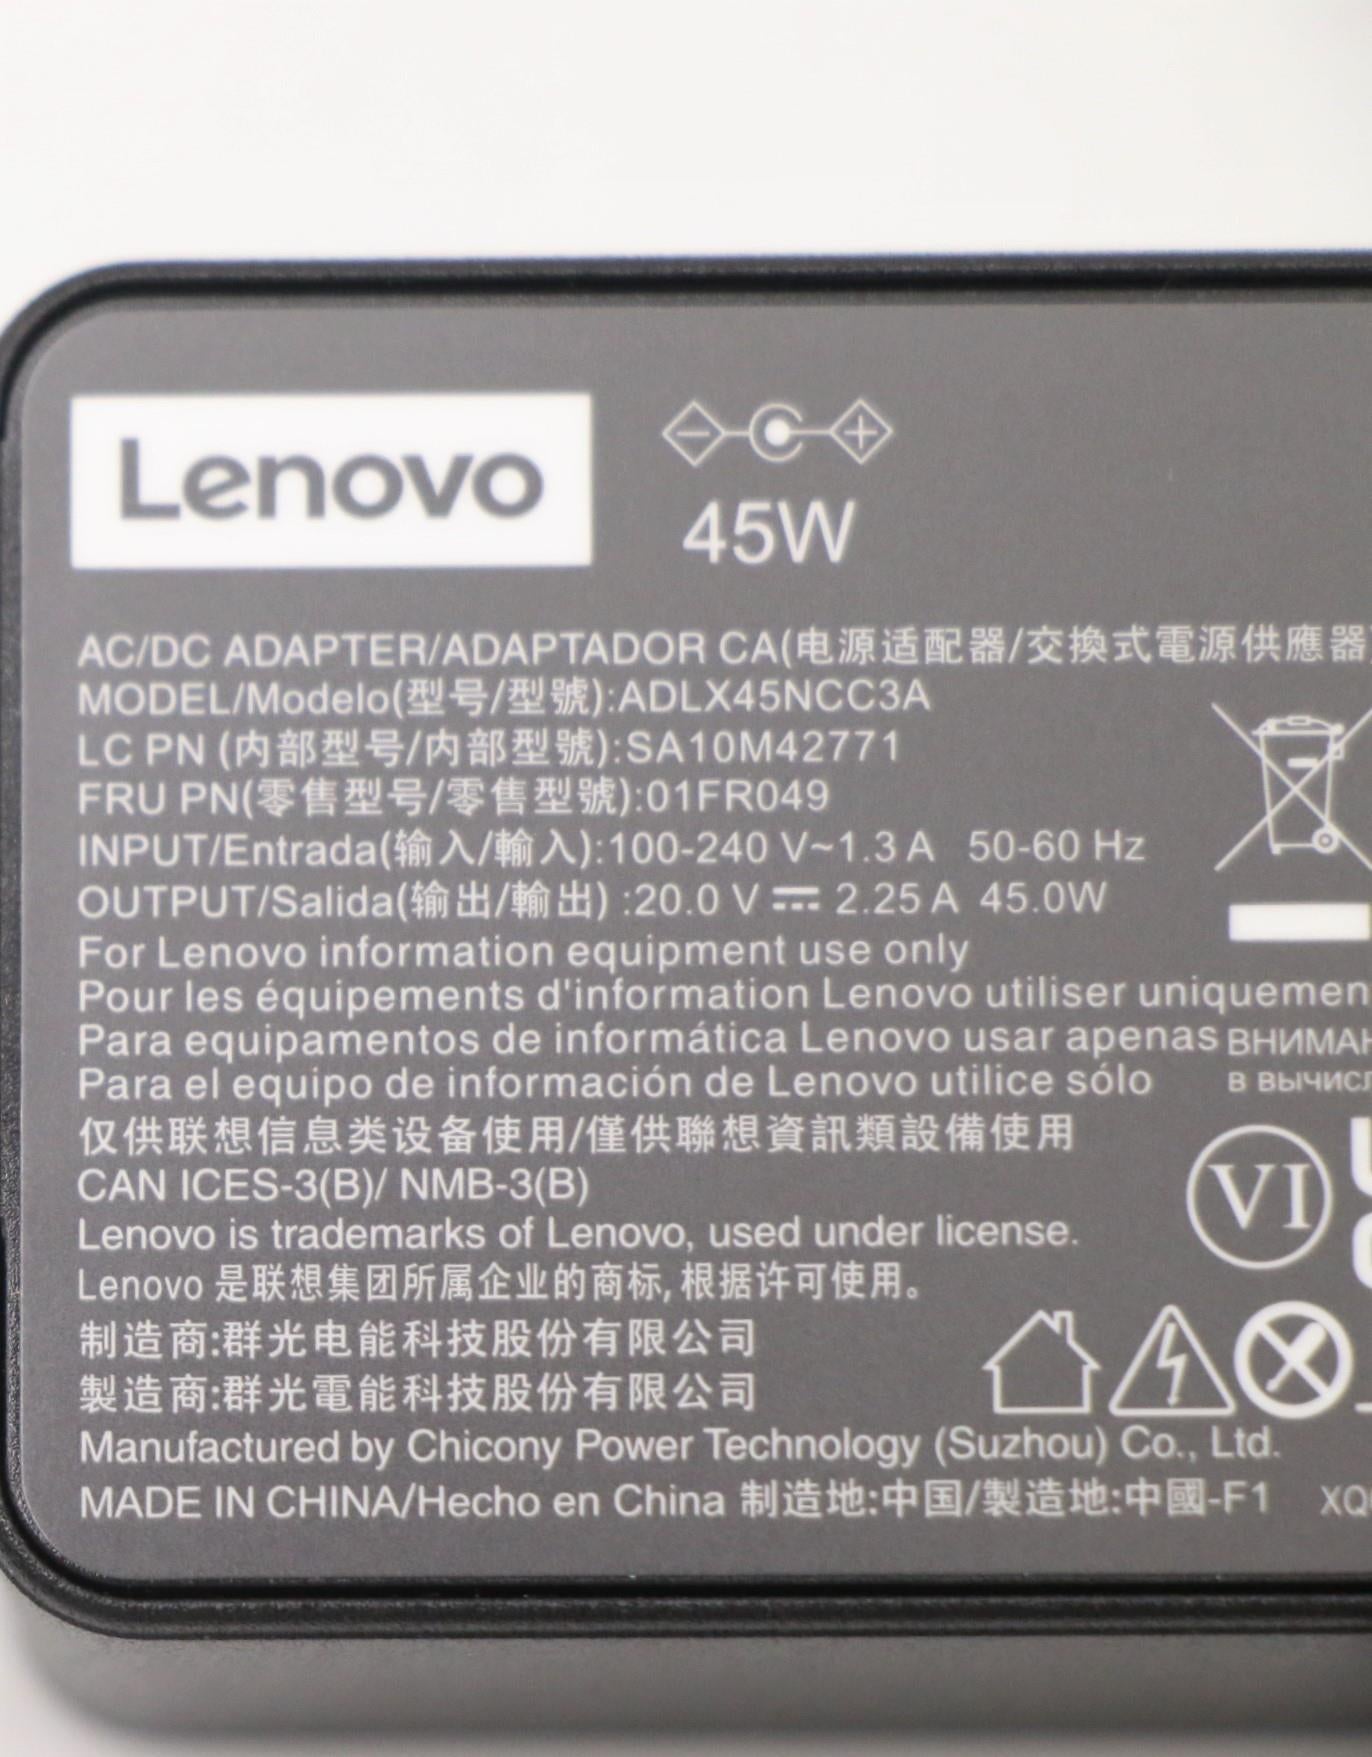 Lenovo
45W
AC/DC ADAPTER/ADAPTADOR CA(电源适配器/交換式電源供應器
MODEL/Modelo(型号/型號):ADLX45NCC3A
LC PN (内部型号/内部型號):SA10M42771
FRU PN(零售型号/零售型號):01FR049
INPUT/Entrada(输入/輸入):100-240 V~1.3 A 50-60 Hz
OUTPUT/Salida(输出/輸出) :20.0 V ⎓ 2.25 A 45.0W
For Lenovo information equipment use only
Pour les équipements d'information Lenovo utiliser uniquemen
Para equipamentos de informática Lenovo usar apenas
Para el equipo de información de Lenovo utilice sólo
ВНИМАН
в вычисл
仅供联想信息类设备使用/僅供聯想資訊類設備使用
CAN ICES-3(B)/ NMB-3(B)
Lenovo is trademarks of Lenovo, used under license.
VI
Lenovo 是联想集团所属企业的商标,根据许可使用。
制造商:群光电能科技股份有限公司
製造商:群光電能科技股份有限公司
Manufactured by Chicony Power Technology (Suzhou) Co., Ltd.
MADE IN CHINA/Hecho en China 制造地:中国/製造地:中國-F1 XQ